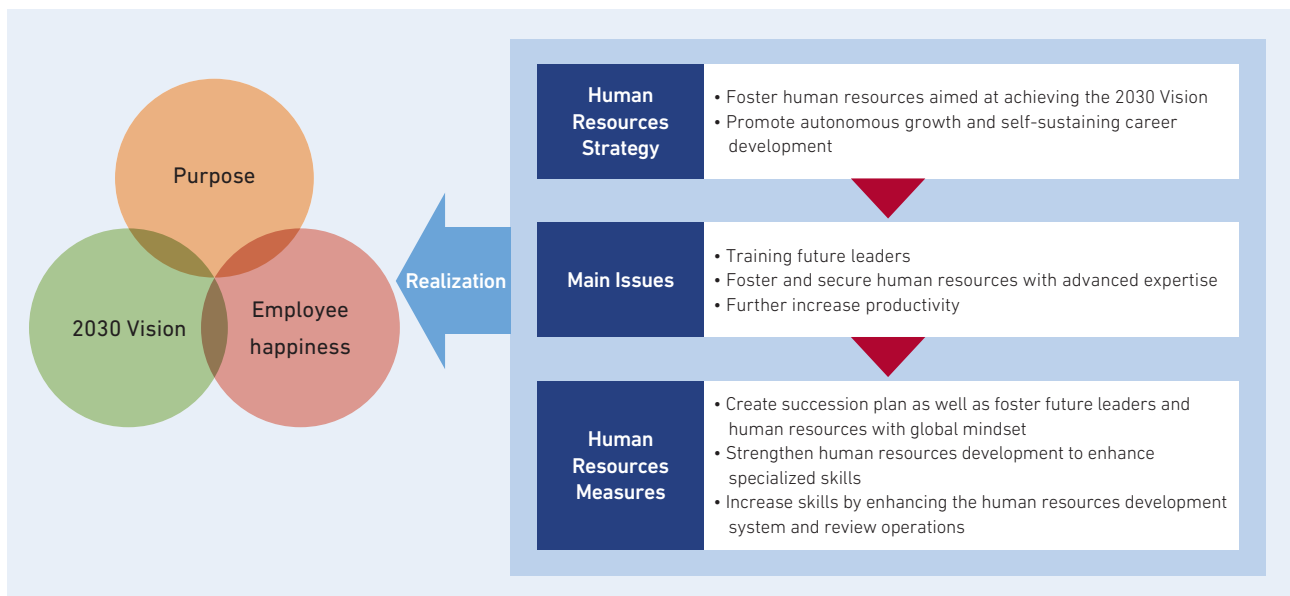 Purpose
2030 Vision
Employee
happiness
Realization
Human
Resources
Strategy
• Foster human resources aimed at achieving the 2030 Vision
• Promote autonomous growth and self-sustaining career
development
Main Issues
• Training future leaders
• Foster and secure human resources with advanced expertise
• Further increase productivity
Human
Resources
Measures
• Create succession plan as well as foster future leaders and
human resources with global mindset
• Strengthen human resources development to enhance
specialized skills
• Increase skills by enhancing the human resources development
system and review operations